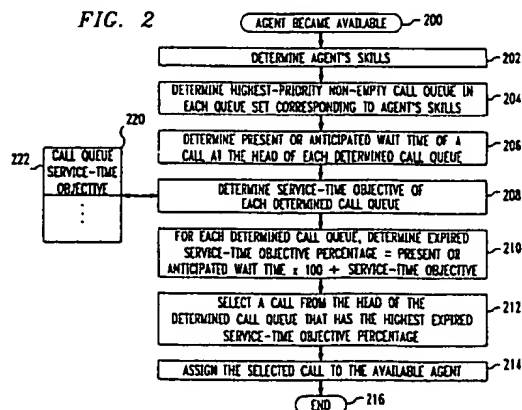 FIG. 2
AGENT BECAME AVAILABLE
200
DETERMINE AGENT'S SKILLS
202
DETERMINE HIGHEST-PRIORITY NON-EMPTY CALL QUEUE IN
EACH QUEUE SET CORRESPONDING TO AGENT'S SKILLS
204
DETERMINE PRESENT OR ANTICIPATED WAIT TIME OF A
CALL AT THE HEAD OF EACH DETERMINED CALL QUEUE
206
220
222
CALL QUEUE
SERVICE-TIME
OBJECTIVE
DETERMINE SERVICE-TIME OBJECTIVE OF
EACH DETERMINED CALL QUEUE
208
FOR EACH DETERMINED CALL QUEUE, DETERMINE EXPIRED
SERVICE-TIME OBJECTIVE PERCENTAGE = PRESENT OR
ANTICIPATED WAIT TIME x 100 ÷ SERVICE-TIME OBJECTIVE
210
SELECT A CALL FROM THE HEAD OF THE
DETERMINED CALL QUEUE THAT HAS THE HIGHEST EXPIRED
SERVICE-TIME OBJECTIVE PERCENTAGE
212
ASSIGN THE SELECTED CALL TO THE AVAILABLE AGENT
214
END
216